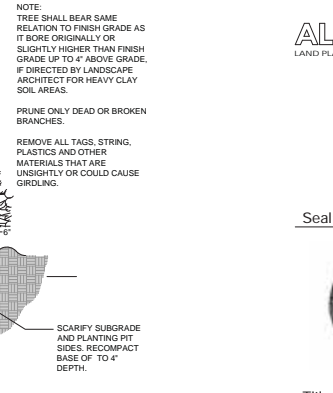 NOTE:
TREE SHALL BEAR SAME
RELATION TO FINISH GRADE AS
IT BORE ORIGINALLY OR
SLIGHTLY HIGHER THAN FINISH
GRADE UP TO 4" ABOVE GRADE,
IF DIRECTED BY LANDSCAPE
ARCHITECT FOR HEAVY CLAY
SOIL AREAS.
PRUNE ONLY DEAD OR BROKEN
BRANCHES.
REMOVE ALL TAGS, STRING,
PLASTICS AND OTHER
MATERIALS THAT ARE
UNSIGHTLY OR COULD CAUSE
GIRDLING.
6"
SCARIFY SUBGRADE
AND PLANTING PIT
SIDES. RECOMPACT
BASE OF TO 4"
DEPTH.
AL
LAND PLA
Seal